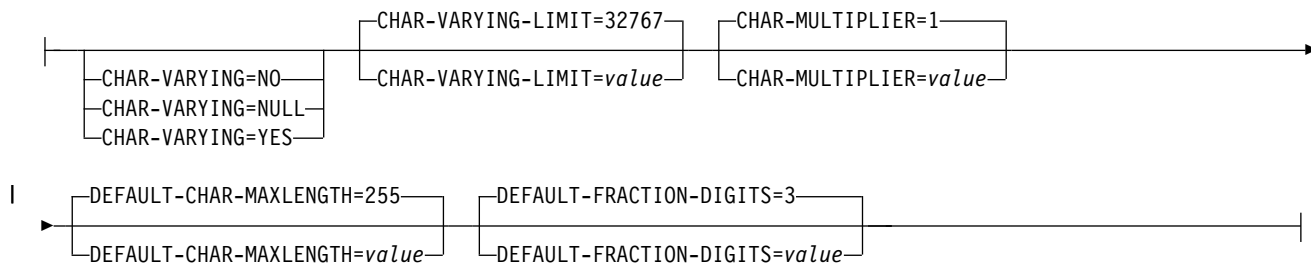 CHAR-VARYING-LIMIT=32767 CHAR-MULTIPLIER=1
CHAR-VARYING=NO CHAR-VARYING-LIMIT=value CHAR-MULTIPLIER=value
CHAR-VARYING=NULL
CHAR-VARYING=YES
DEFAULT-CHAR-MAXLENGTH=255 DEFAULT-FRACTION-DIGITS=3
DEFAULT-CHAR-MAXLENGTH=value DEFAULT-FRACTION-DIGITS=value